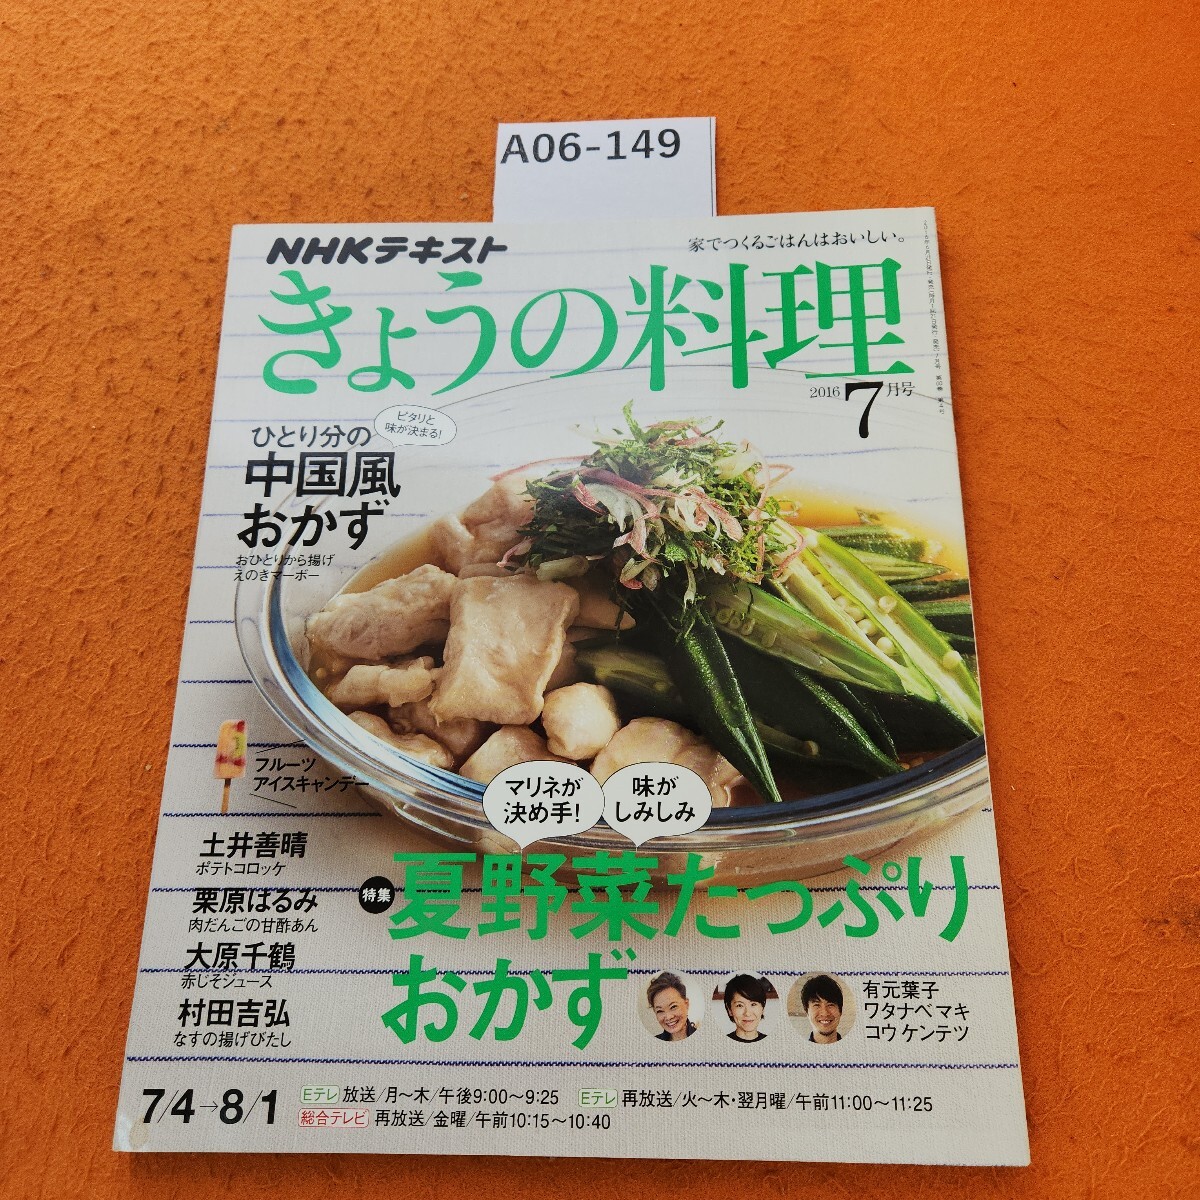 A06-149
NHKテキスト
家でつくるごはんはおいしい。
きょうの料理
2016 7月号
ピタリと
味が決まる!
ひとり分の
中国風
おかず
おひとりから揚げ
えのきマーボー
フルーツ
アイスキャンデー
マリネが
決め手!
味が
しみしみ
特集
夏野菜たっぷり
おかず
土井善晴
ポテトコロッケ
栗原はるみ
肉だんごの甘酢あん
大原千鶴
赤じそジュース
村田吉弘
なすの揚げびたし
有元葉子
ワタナベマキ
コウ ケンテツ
7/4→8/1
Eテレ 放送/月~木/午後9:00~9:25
Eテレ 再放送/火~木・翌月曜/午前11:00~11:25
総合テレビ 再放送/金曜/午前10:15~10:40